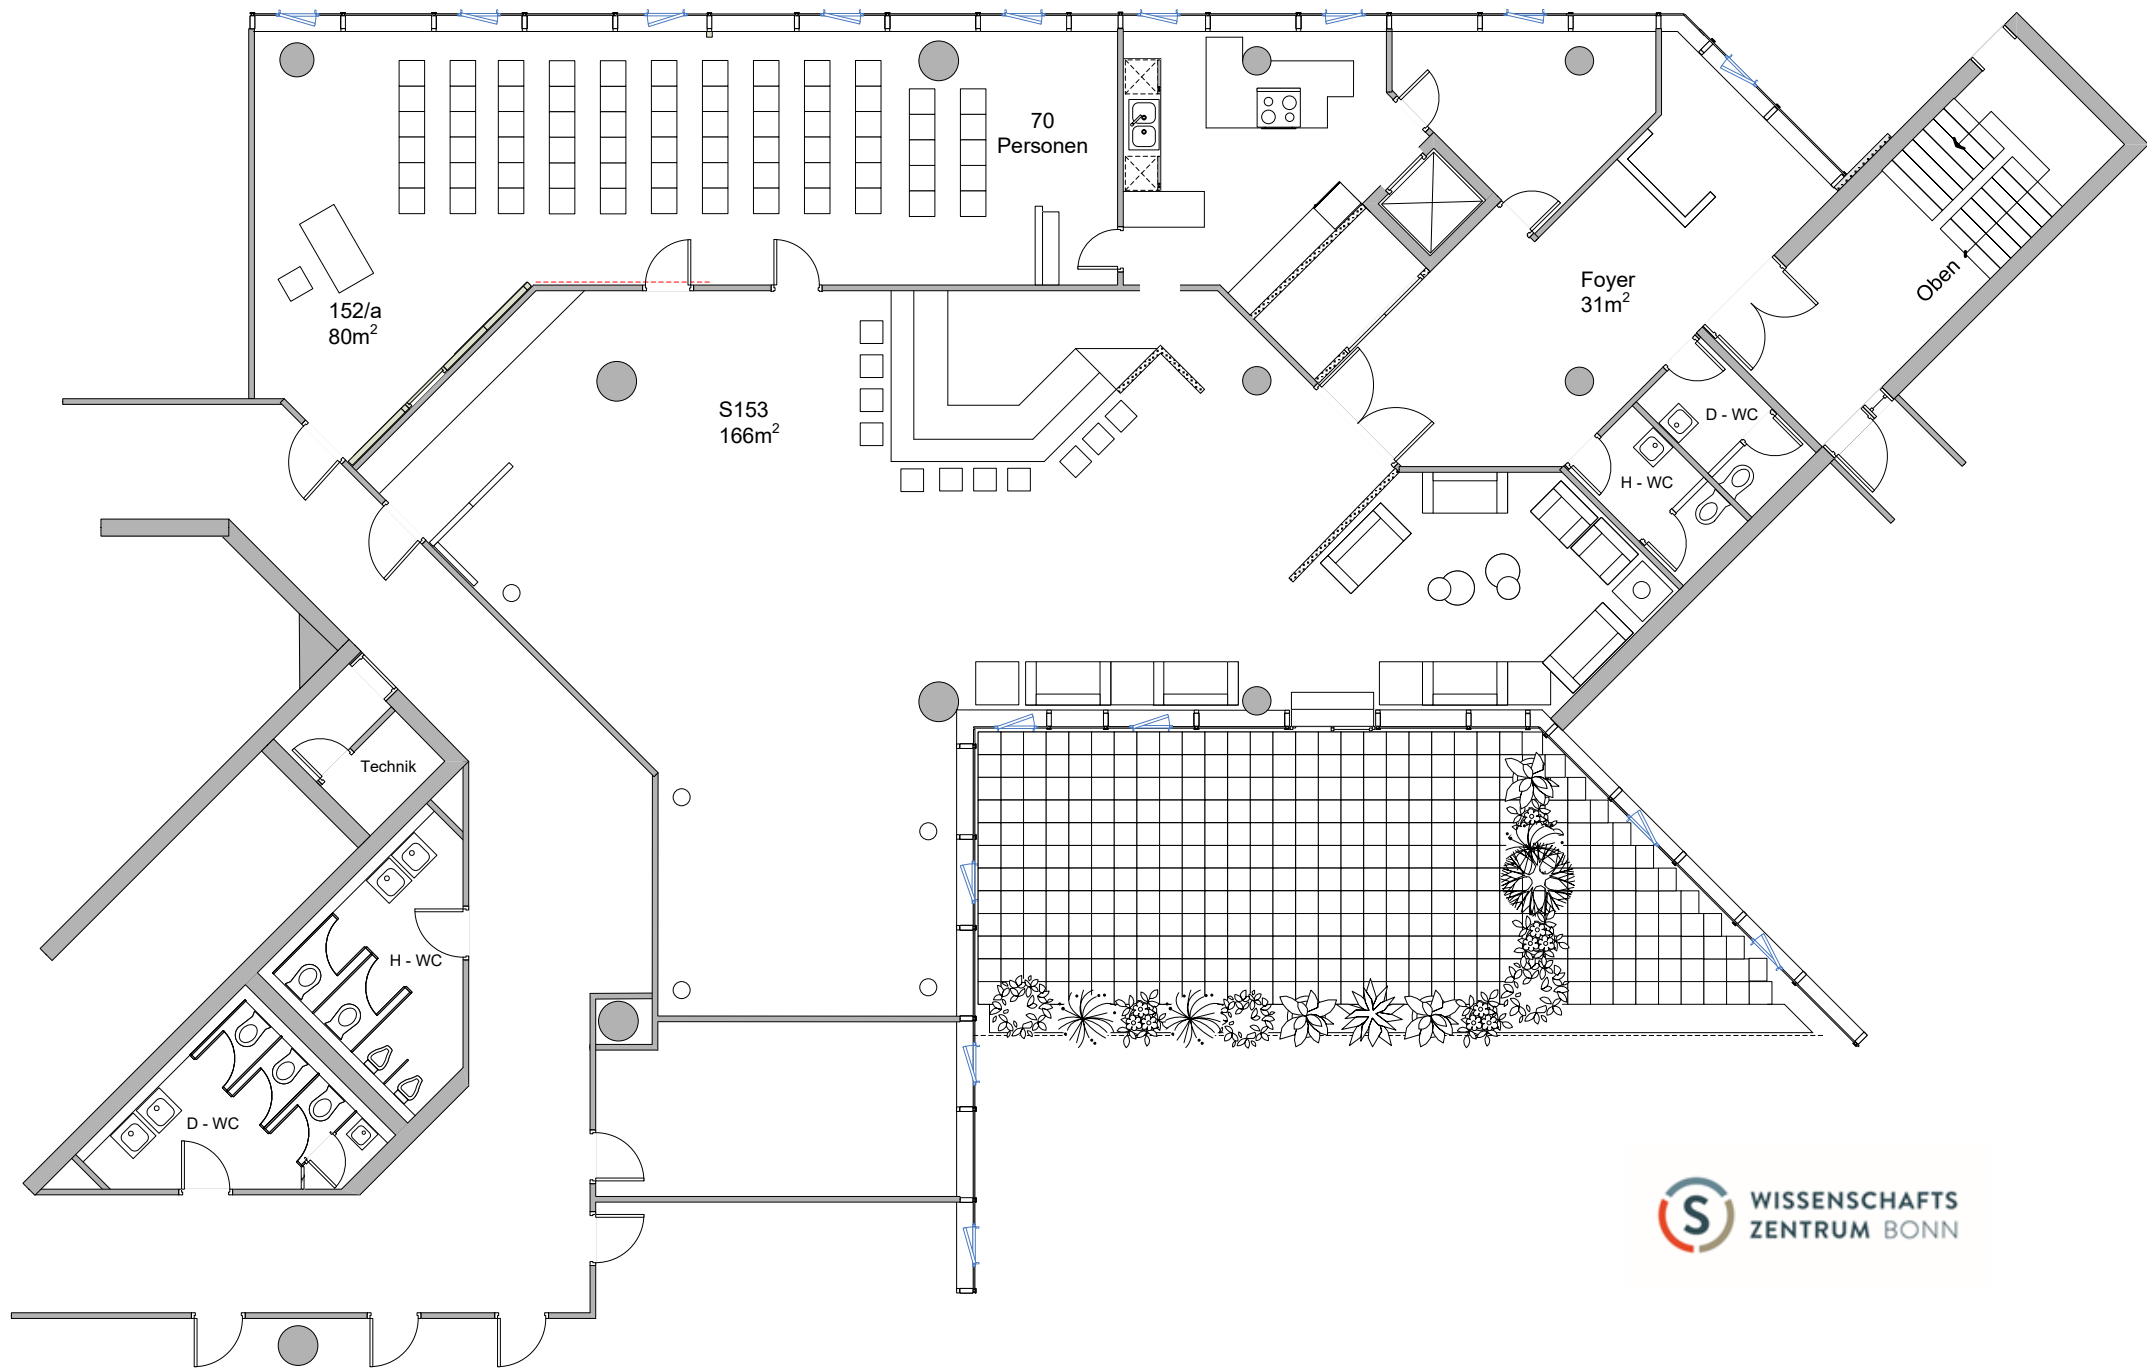 70
Personen
152/a
80m²
S153
166m²
Foyer
31m²
Oben
D - WC
H - WC
Technik
H - WC
D - WC
S
WISSENSCHAFTS
ZENTRUM BONN